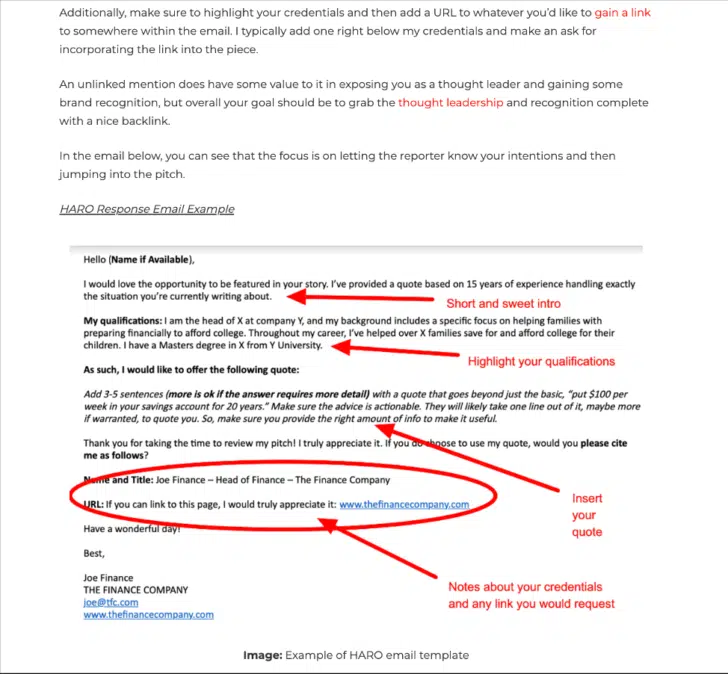 Additionally, make sure to highlight your credentials and then add a URL to whatever you'd like to gain a link
to somewhere within the email. I typically add one right below my credentials and make an ask for
incorporating the link into the piece.
An unlinked mention does have some value to it in exposing you as a thought leader and gaining some
brand recognition, but overall your goal should be to grab the thought leadership and recognition complete
with a nice backlink.
In the email below, you can see that the focus is on letting the reporter know your intentions and then
jumping into the pitch.
HARO Response Email Example
Hello (Name if Available),
I would love the opportunity to be featured in your story. I've provided a quote based on 15 years of experience handling exactly
the situation you're currently writing about.
Short and sweet intro
My qualifications: I am the head of X at company Y, and my background includes a specific focus on helping families with
preparing financially to afford college. Throughout my career, I've helped over X families save for and afford college for their
children. I have a Masters degree in X from Y University.
Highlight your qualifications
As such, I would like to offer the following quote:
Add 3-5 sentences (more is ok if the answer requires more detail) with a quote that goes beyond just the basic, "put $100 per
week in your savings account for 20 years." Make sure the advice is actionable. They will likely take one line out of it, maybe more
if warranted, to quote you. So, make sure you provide the right amount of info to make it useful.
Thank you for taking the time to review my pitch! I truly appreciate it. If you do choose to use my quote, would you please cite
me as follows?
Name and Title: Joe Finance – Head of Finance – The Finance Company
URL: If you can link to this page, I would truly appreciate it: www.thefinancecompany.com
Insert
your
quote
Have a wonderful day!
Best,
Joe Finance
THE FINANCE COMPANY
joe@tfc.com
www.thefinancecompany.com
Notes about your credentials
and any link you would request
Image: Example of HARO email template